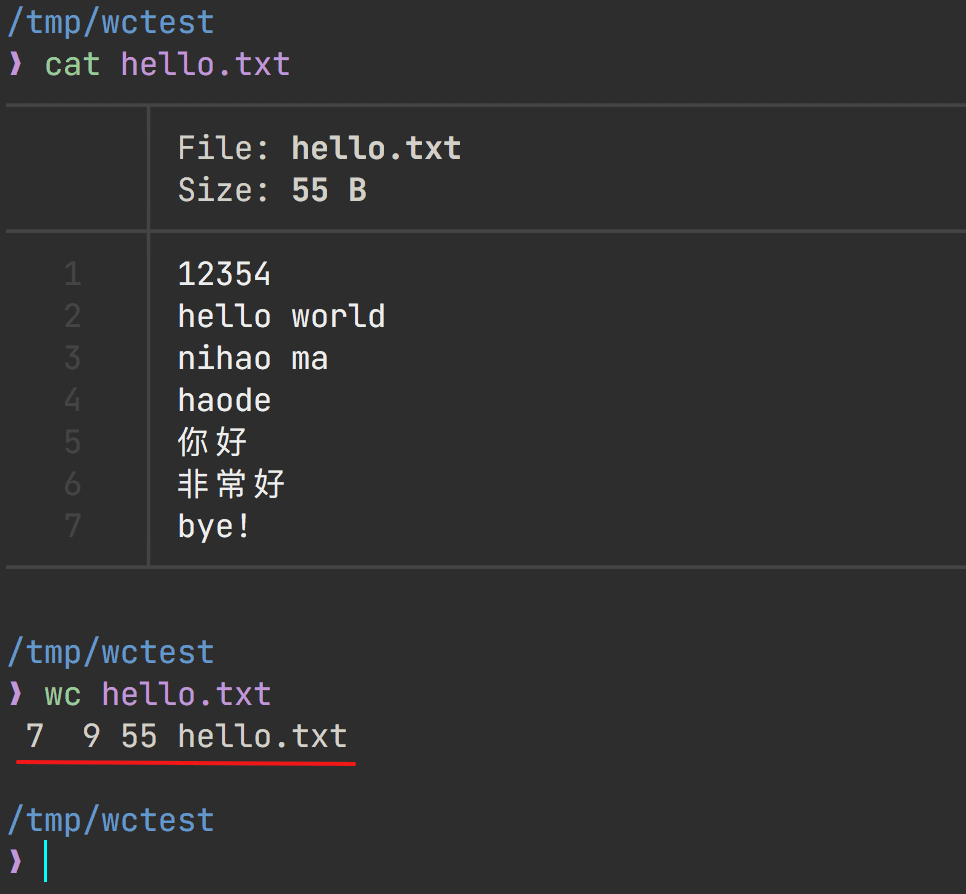 /tmp/wctest
❯ cat hello.txt
File: hello.txt
Size: 55 B
1 12354
2 hello world
3 nihao ma
4 haode
5 你好
6 非常好
7 bye!
/tmp/wctest
❯ wc hello.txt
7 9 55 hello.txt
/tmp/wctest
❯